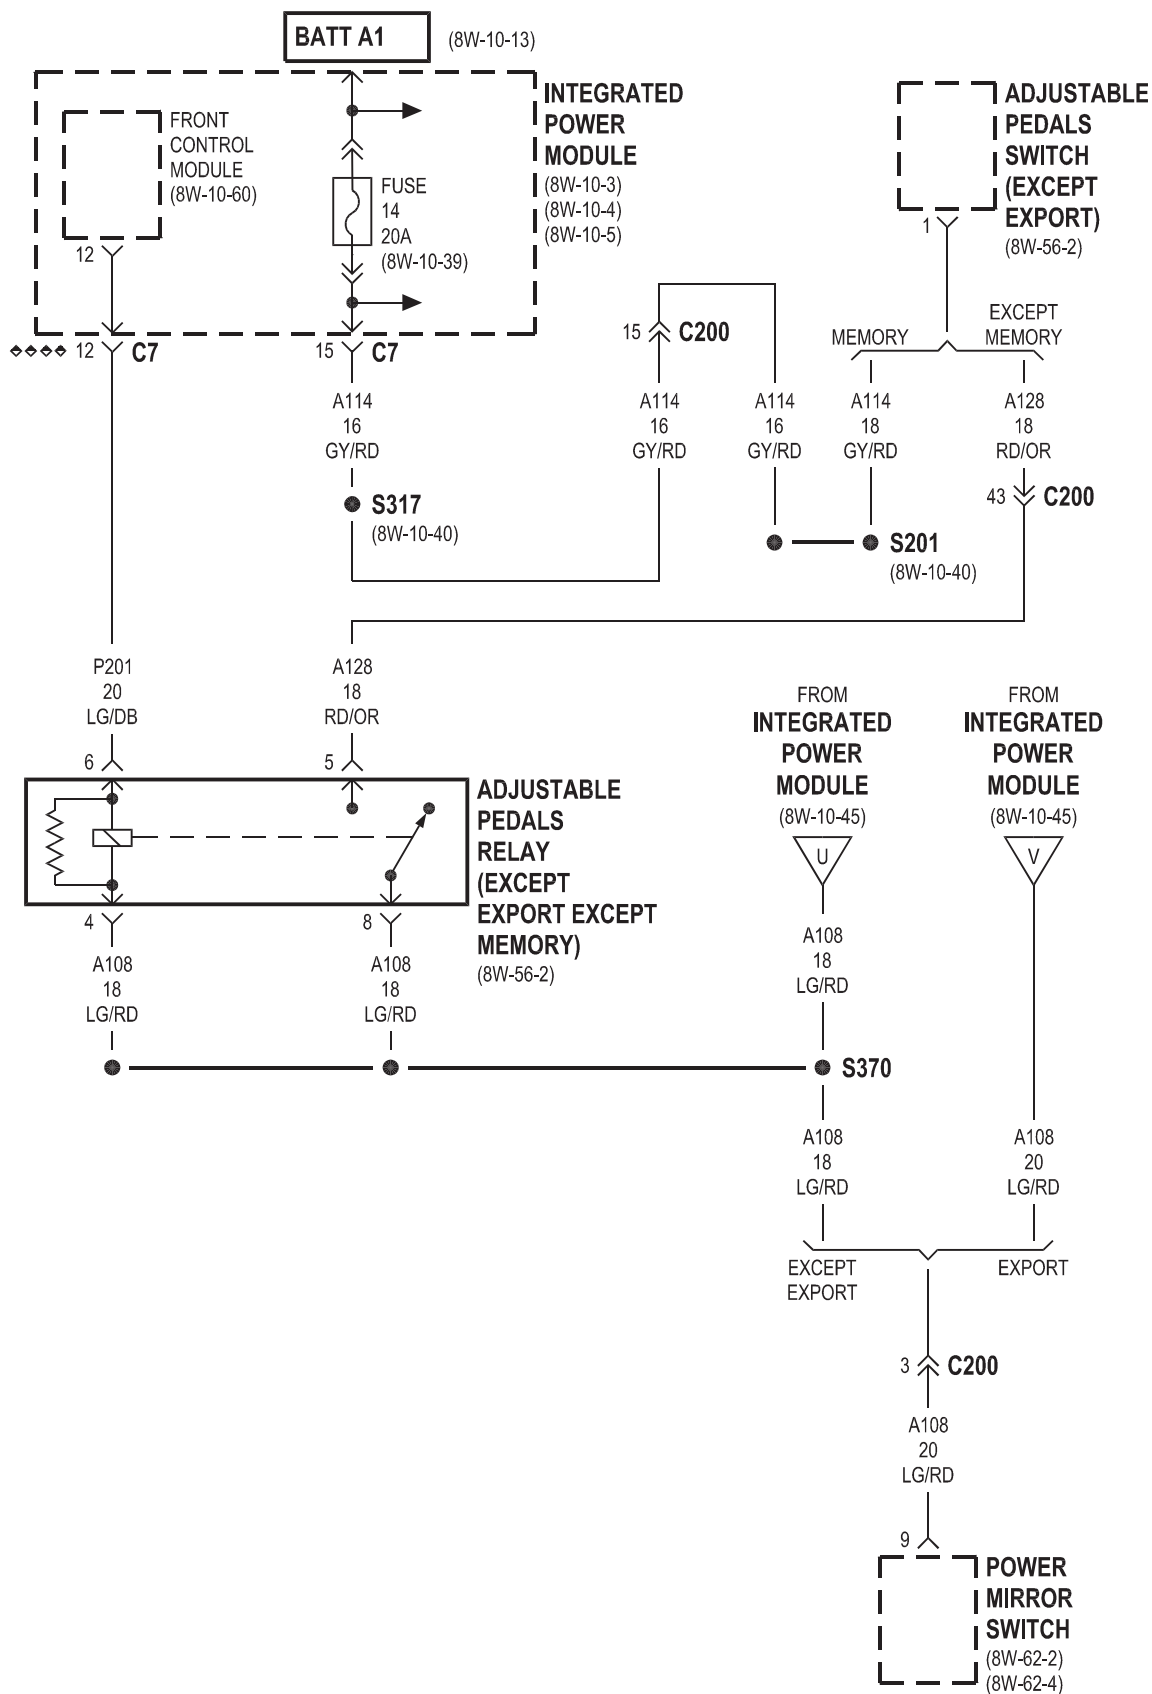 BATT A1
(8W-10-13)
FRONT
CONTROL
MODULE
(8W-10-60)
12
FUSE
14
20A
(8W-10-39)
INTEGRATED
POWER
MODULE
(8W-10-3)
(8W-10-4)
(8W-10-5)
ADJUSTABLE
PEDALS
SWITCH
(EXCEPT
EXPORT)
(8W-56-2)
1
12 C7
15 C7
15 C200
MEMORY
EXCEPT
MEMORY
A114
16
GY/RD
A114
16
GY/RD
A114
16
GY/RD
A114
18
GY/RD
A128
18
RD/OR
S317
(8W-10-40)
S201
(8W-10-40)
43 C200
P201
20
LG/DB
6
A128
18
RD/OR
5
FROM
INTEGRATED
POWER
MODULE
(8W-10-45)
U
FROM
INTEGRATED
POWER
MODULE
(8W-10-45)
V
ADJUSTABLE
PEDALS
RELAY
(EXCEPT
EXPORT EXCEPT
MEMORY)
(8W-56-2)
4
A108
18
LG/RD
8
A108
18
LG/RD
A108
18
LG/RD
S370
A108
18
LG/RD
A108
20
LG/RD
EXCEPT
EXPORT
EXPORT
3 C200
A108
20
LG/RD
9
POWER
MIRROR
SWITCH
(8W-62-2)
(8W-62-4)